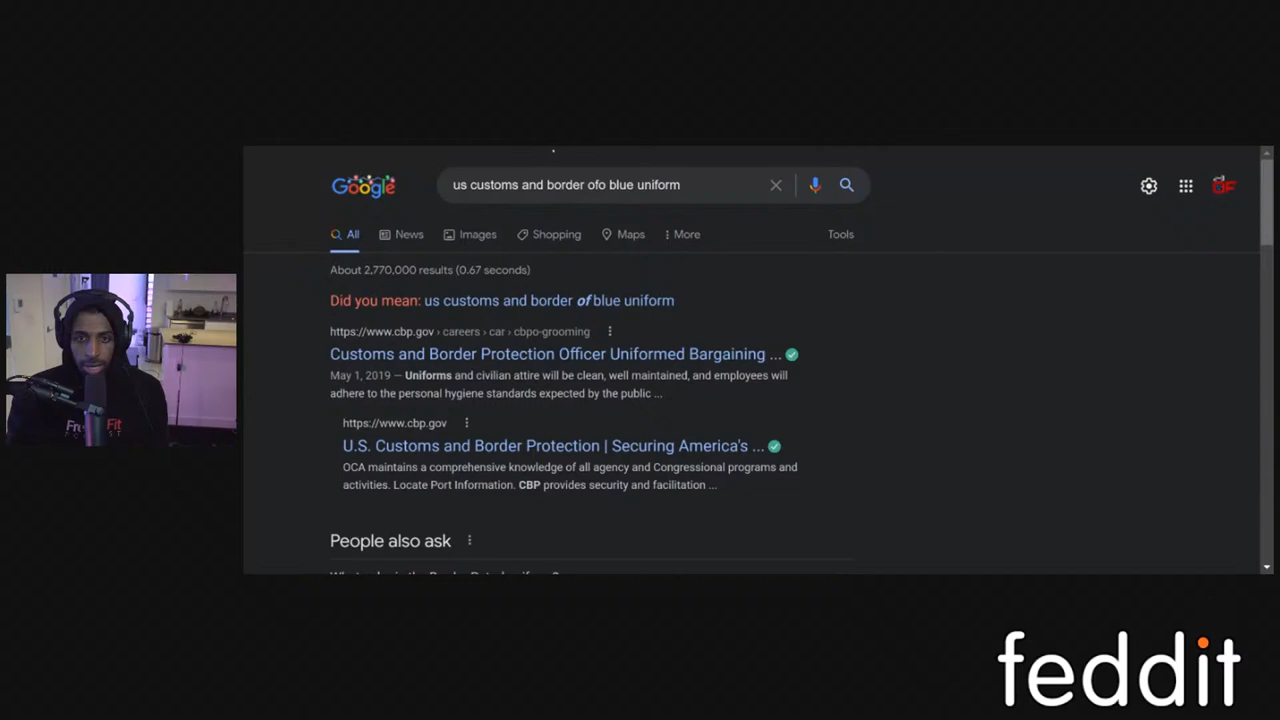 Google
us customs and border ofo blue uniform
All News Images Shopping Maps More Tools
About 2,770,000 results (0.67 seconds)
Did you mean: us customs and border of blue uniform
https://www.cbp.gov › careers › car › cbpo-grooming
Customs and Border Protection Officer Uniformed Bargaining ...
May 1, 2019 — Uniforms and civilian attire will be clean, well maintained, and employees will
adhere to the personal hygiene standards expected by the public ...
https://www.cbp.gov
U.S. Customs and Border Protection | Securing America's ...
OCA maintains a comprehensive knowledge of all agency and Congressional programs and
activities. Locate Port Information. CBP provides security and facilitation ...
People also ask
feddit